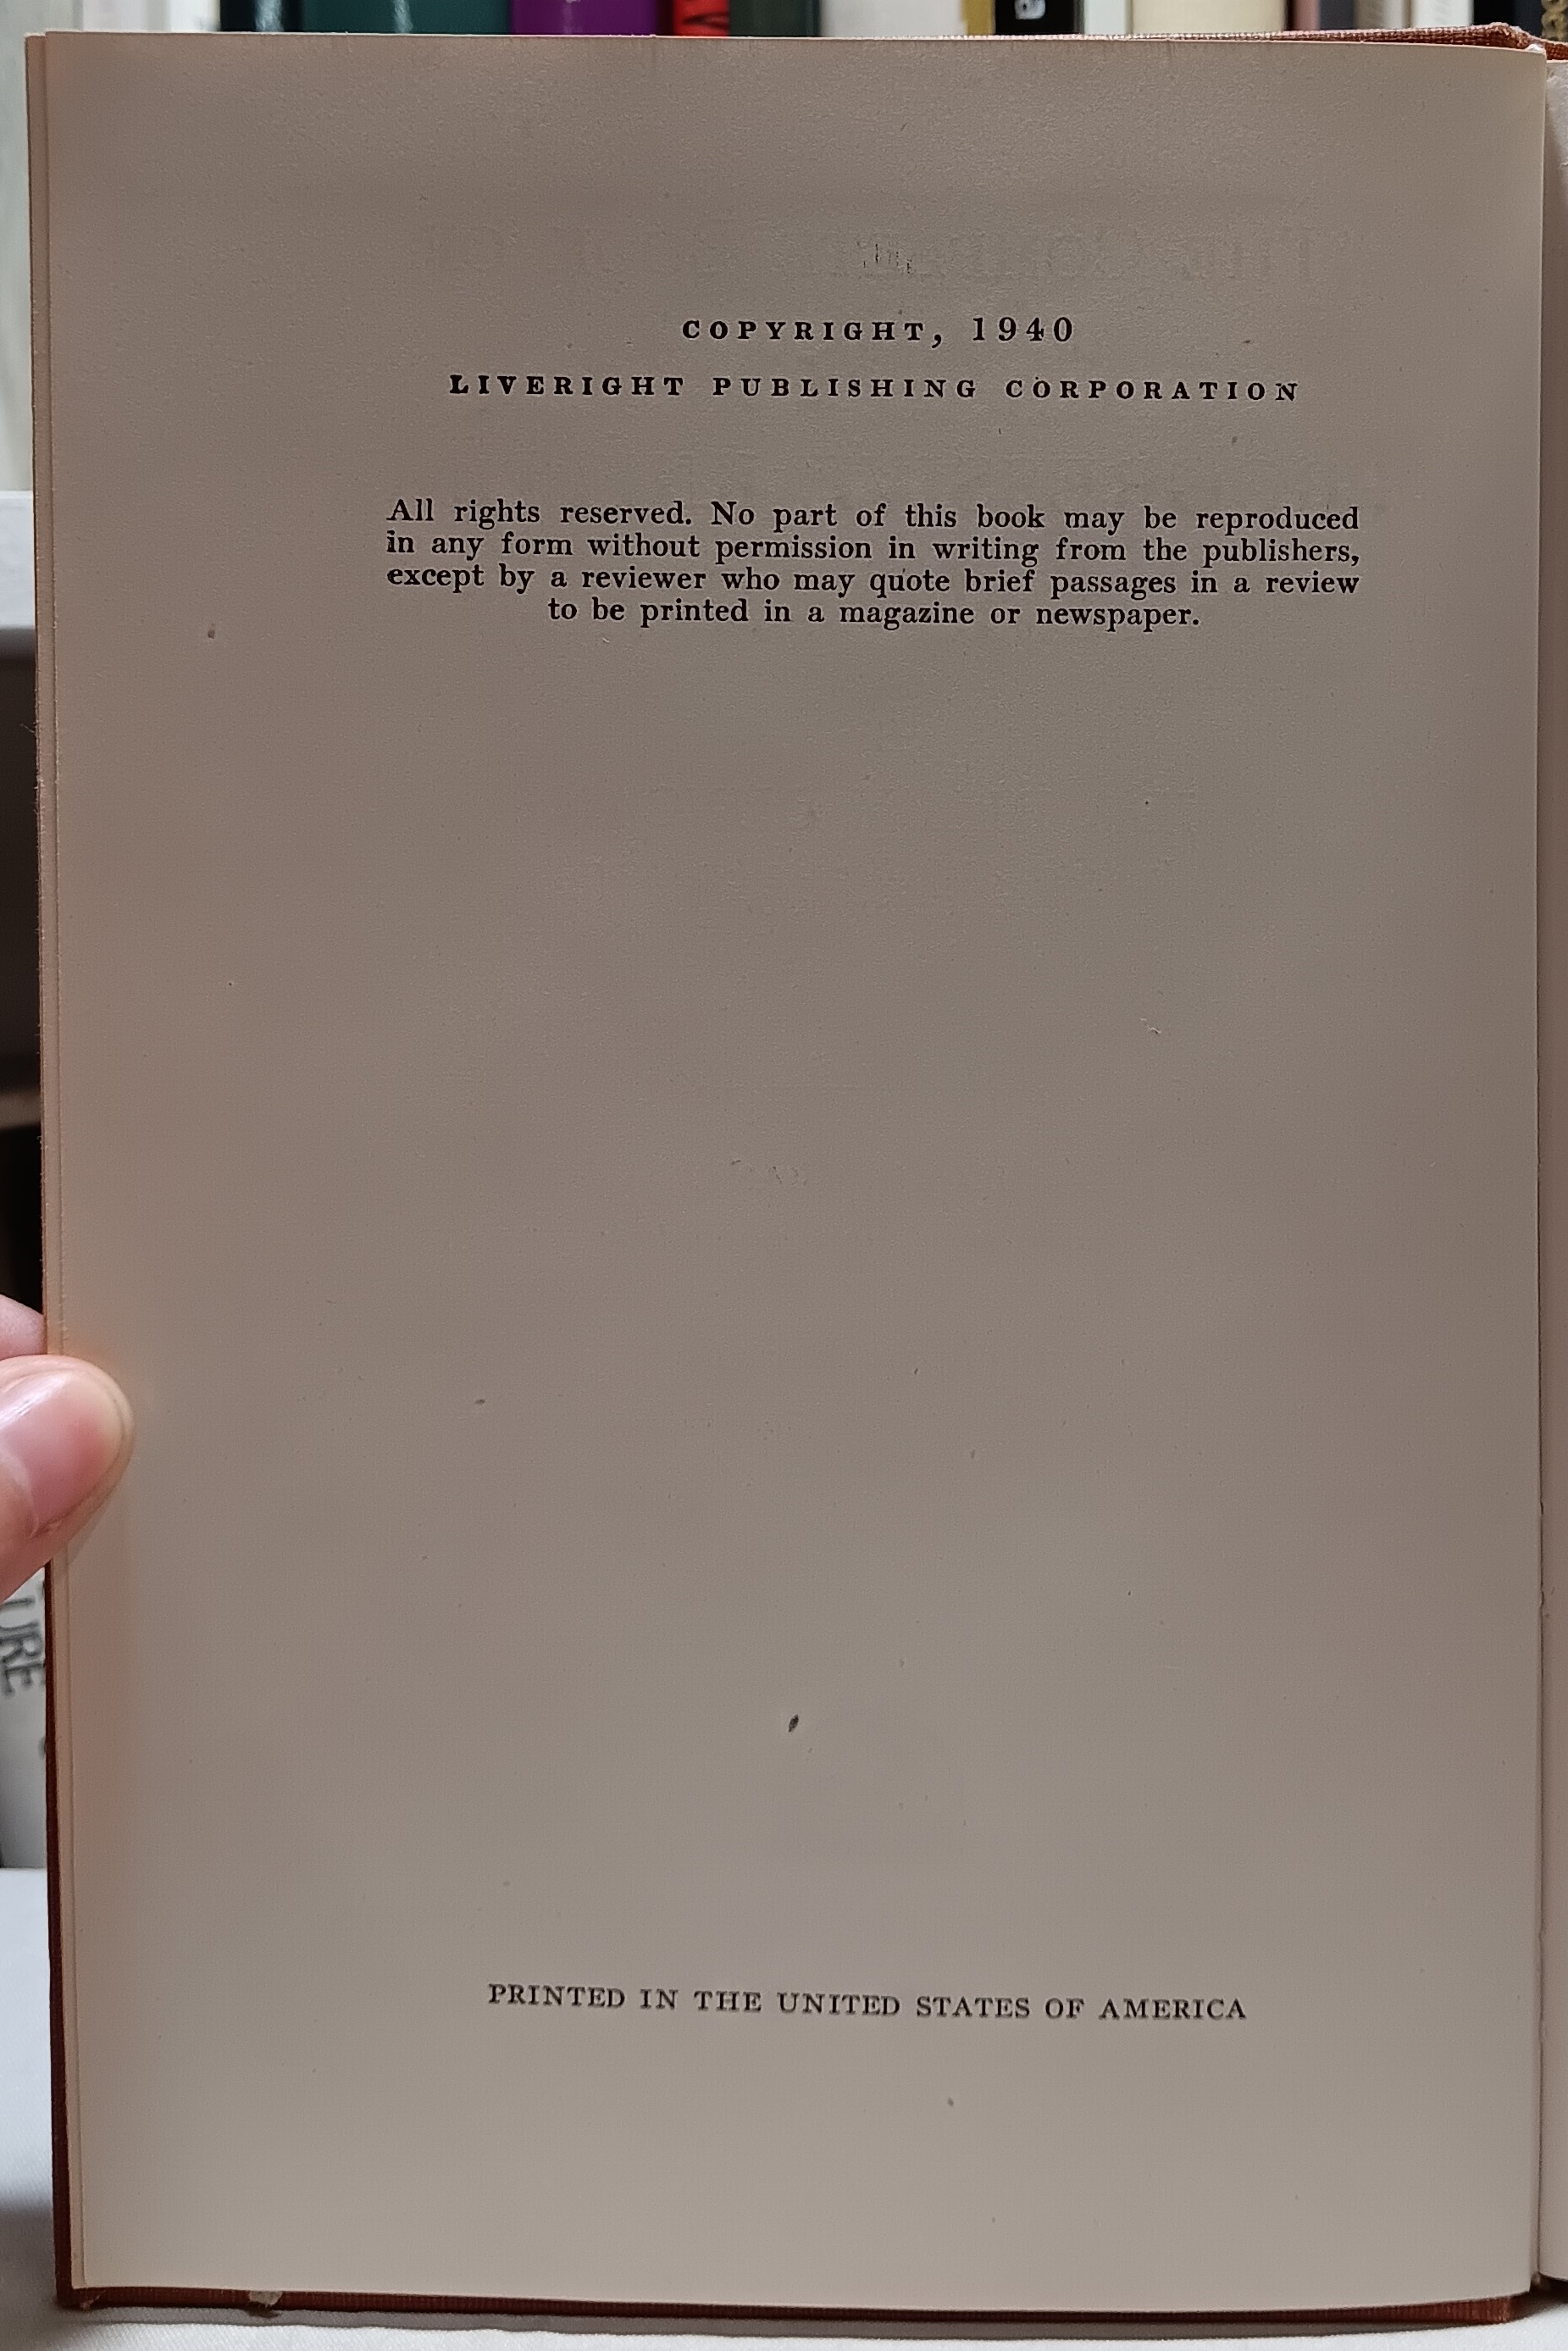 COPYRIGHT, 1940
LIVERIGHT PUBLISHING CORPORATION
All rights reserved. No part of this book may be reproduced
in any form without permission in writing from the publishers,
except by a reviewer who may quote brief passages in a review
to be printed in a magazine or newspaper.
URE
PRINTED IN THE UNITED STATES OF AMERICA